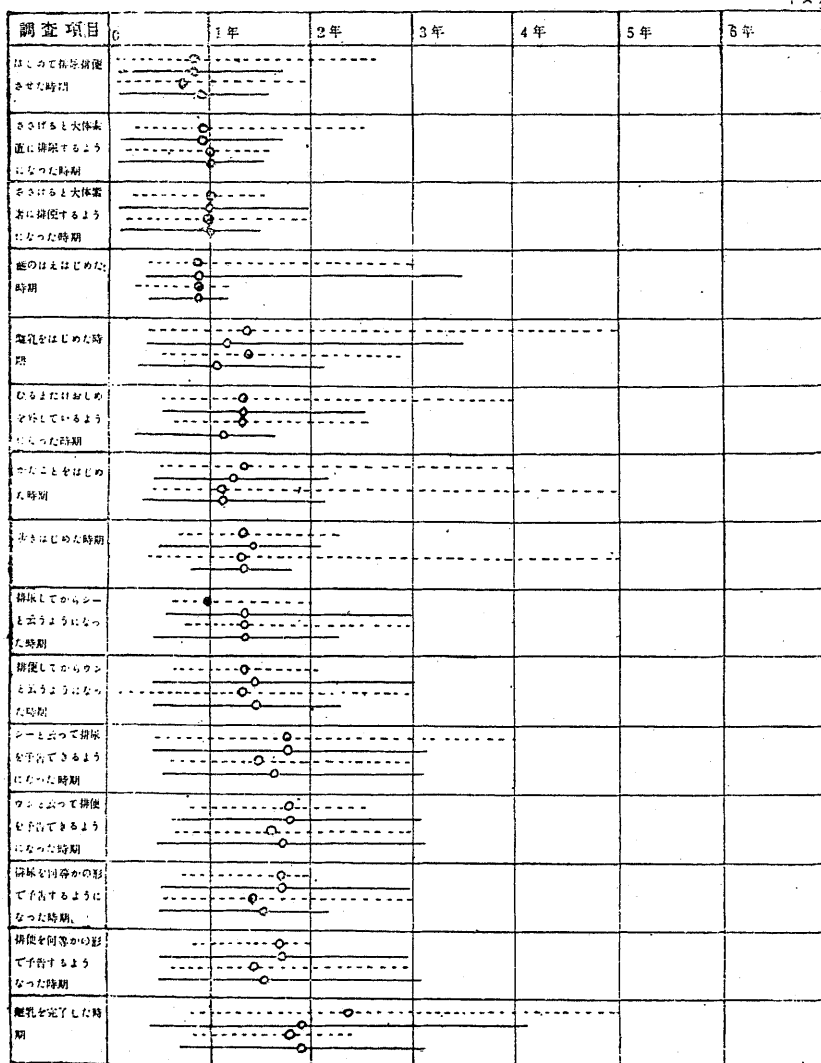 調査項目 0 1年 2年 3年 4年 5年 6年
はじめて排尿排便
させた時期
ささげると大体素
直に排尿するよう
になった時期
ささげると大体素
直に排便するよう
になった時期
歯のはえはじめた
時期
離乳をはじめた時
期
ひるまだけおしめ
を外しているよう
になった時期
かたことをはじめ
た時期
歩きはじめた時期
排尿してからシー
と云うようになっ
た時期
排便してからウン
と云うようになっ
た時期
シーと云って排尿
を予告できるよう
になった時期
ウンと云って排便
を予告できるよう
になった時期
排尿を何等かの形
で予告するように
なった時期
排便を何等かの形
で予告するよう
なった時期
離乳を完了した時
期